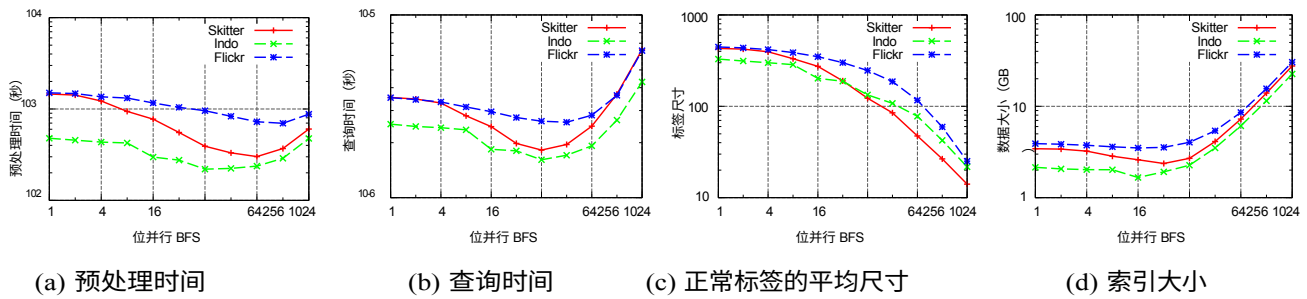 104
103
102
预处理时间（秒）
Skitter
Indo
Flickr
1 4 16 64256 1024
位并行 BFS
(a) 预处理时间
10-5
10-6
查询时间（秒）
Skitter
Indo
Flickr
1 4 16 64256 1024
位并行 BFS
(b) 查询时间
1000
100
10
标签尺寸
Skitter
Indo
Flickr
1 4 16 64256 1024
位并行 BFS
(c) 正常标签的平均尺寸
100
10
1
数据大小（GB
)
Skitter
Indo
Flickr
1 4 16 64256 1024
位并行 BFS
(d) 索引大小